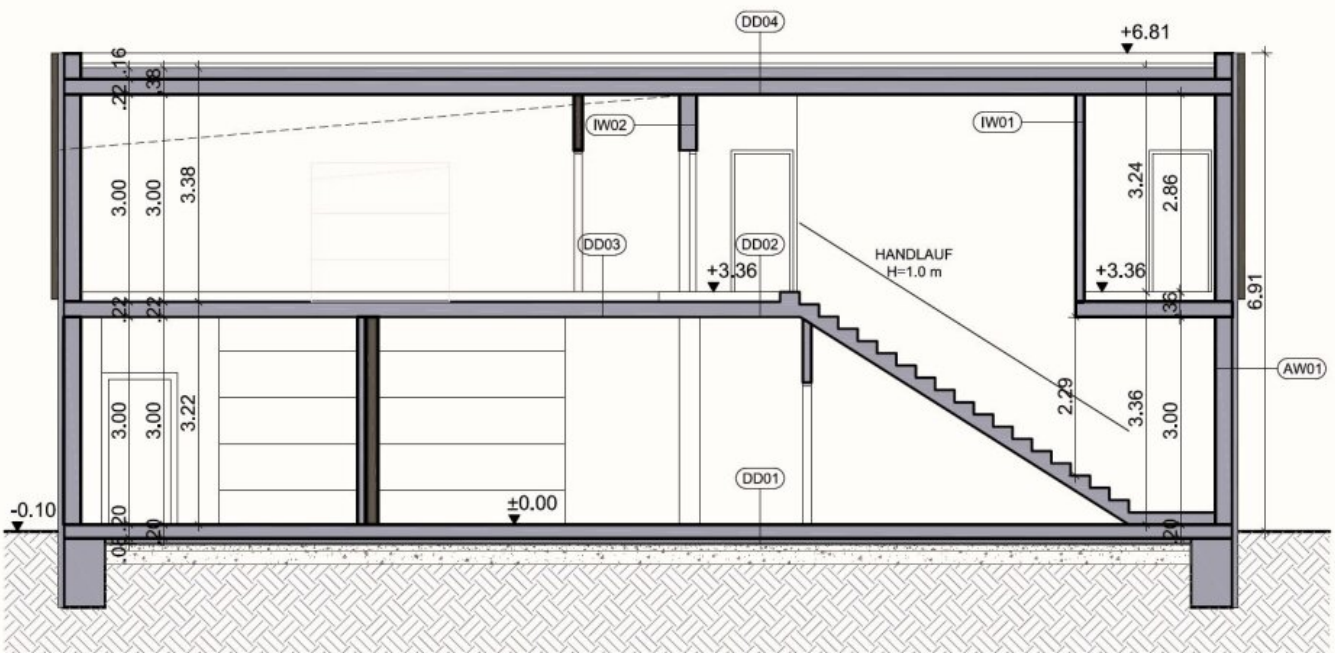 DD04
+6.81
.16
.22
.38
IW02
IW01
3.00
3.00
3.38
3.24
2.86
DD03
DD02
HANDLAUF
H=1.0 m
+3.36
+3.36
.22
.22
.36
6.91
AW01
3.00
3.00
3.22
2.29
3.36
3.00
DD01
-0.10
±0.00
.20
.20
.20